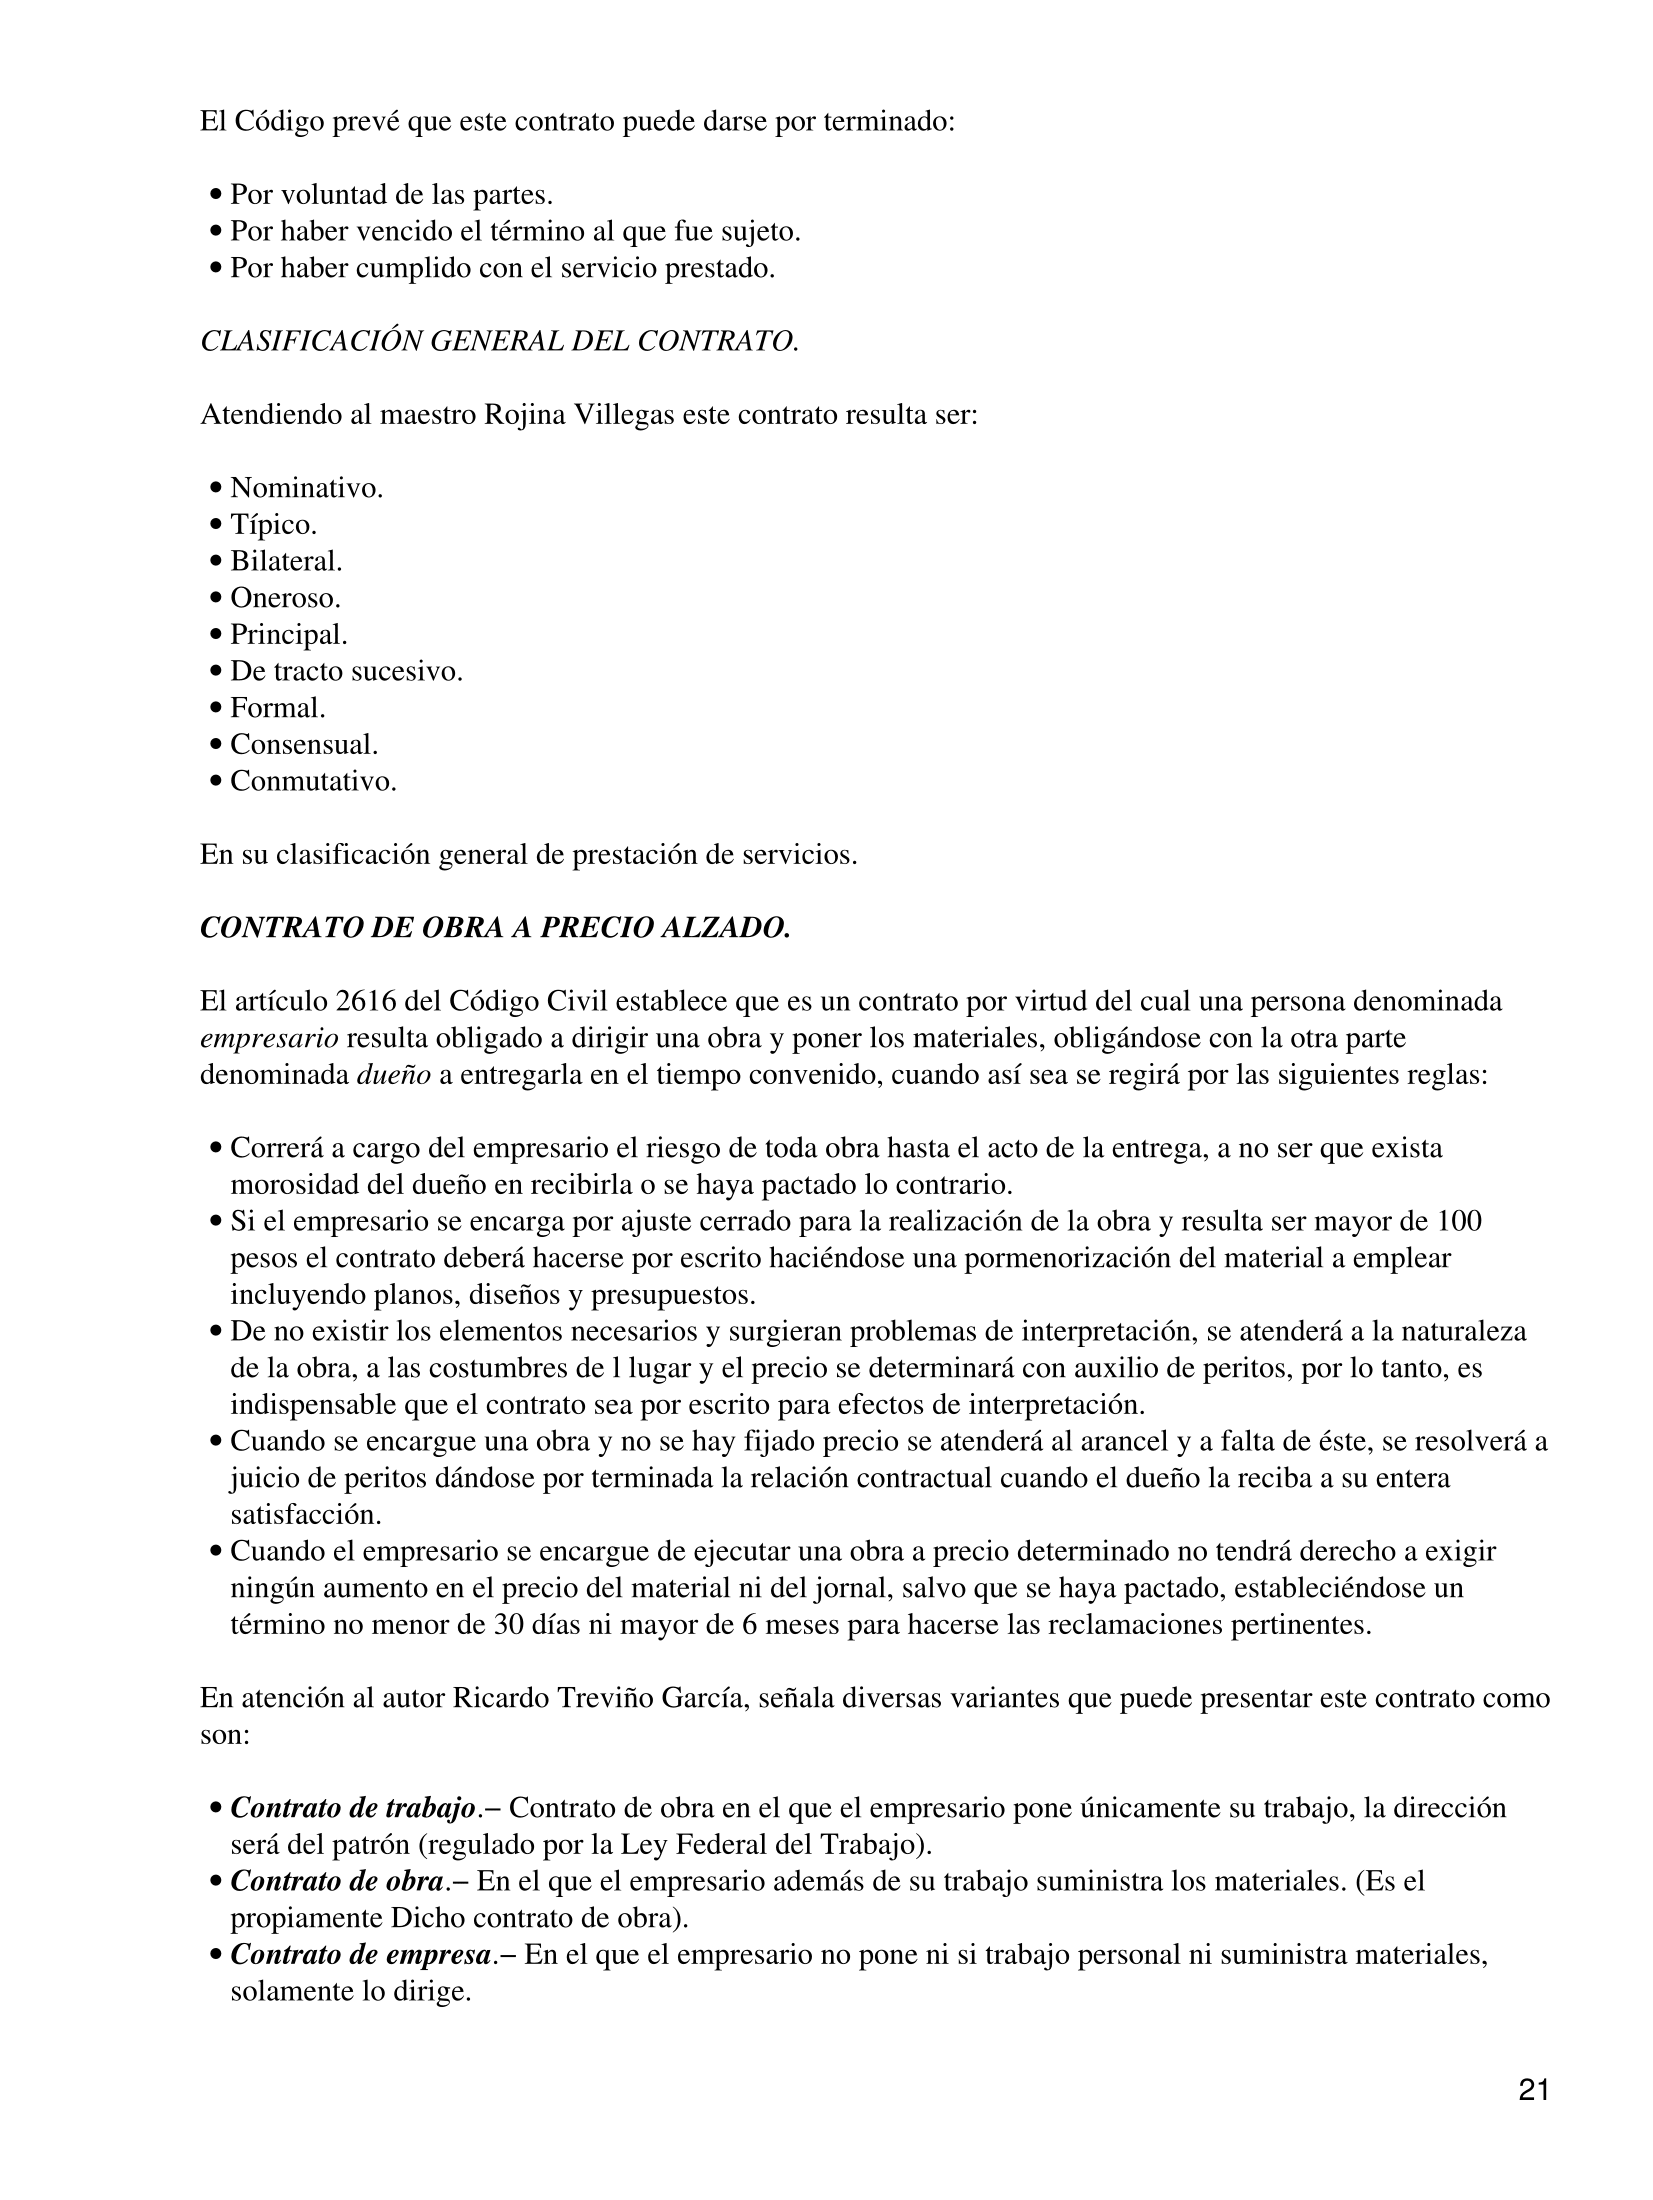 El Código prevé que este contrato puede darse por terminado:
• Por voluntad de las partes.
• Por haber vencido el término al que fue sujeto.
• Por haber cumplido con el servicio prestado.
CLASIFICACIÓN GENERAL DEL CONTRATO.
Atendiendo al maestro Rojina Villegas este contrato resulta ser:
• Nominativo.
• Típico.
• Bilateral.
• Oneroso.
• Principal.
• De tracto sucesivo.
• Formal.
• Consensual.
• Conmutativo.
En su clasificación general de prestación de servicios.
CONTRATO DE OBRA A PRECIO ALZADO.
El artículo 2616 del Código Civil establece que es un contrato por virtud del cual una persona denominada
empresario resulta obligado a dirigir una obra y poner los materiales, obligándose con la otra parte
denominada dueño a entregarla en el tiempo convenido, cuando así sea se regirá por las siguientes reglas:
• Correrá a cargo del empresario el riesgo de toda obra hasta el acto de la entrega, a no ser que exista
morosidad del dueño en recibirla o se haya pactado lo contrario.
• Si el empresario se encarga por ajuste cerrado para la realización de la obra y resulta ser mayor de 100
pesos el contrato deberá hacerse por escrito haciéndose una pormenorización del material a emplear
incluyendo planos, diseños y presupuestos.
• De no existir los elementos necesarios y surgieran problemas de interpretación, se atenderá a la naturaleza
de la obra, a las costumbres de l lugar y el precio se determinará con auxilio de peritos, por lo tanto, es
indispensable que el contrato sea por escrito para efectos de interpretación.
• Cuando se encargue una obra y no se hay fijado precio se atenderá al arancel y a falta de éste, se resolverá a
juicio de peritos dándose por terminada la relación contractual cuando el dueño la reciba a su entera
satisfacción.
• Cuando el empresario se encargue de ejecutar una obra a precio determinado no tendrá derecho a exigir
ningún aumento en el precio del material ni del jornal, salvo que se haya pactado, estableciéndose un
término no menor de 30 días ni mayor de 6 meses para hacerse las reclamaciones pertinentes.
En atención al autor Ricardo Treviño García, señala diversas variantes que puede presentar este contrato como
son:
• Contrato de trabajo.− Contrato de obra en el que el empresario pone únicamente su trabajo, la dirección
será del patrón (regulado por la Ley Federal del Trabajo).
• Contrato de obra.− En el que el empresario además de su trabajo suministra los materiales. (Es el
propiamente Dicho contrato de obra).
• Contrato de empresa.− En el que el empresario no pone ni si trabajo personal ni suministra materiales,
solamente lo dirige.
21